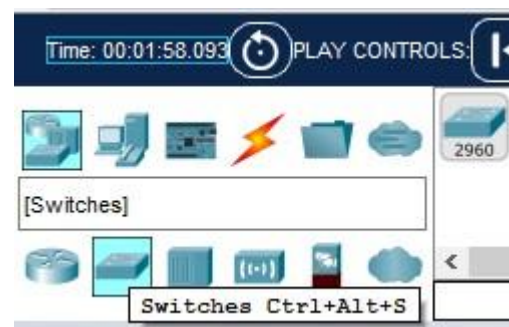 Time: 00:01:58.093 PLAY CONTROLS:
2960
[Switches]
Switches Ctrl+Alt+S